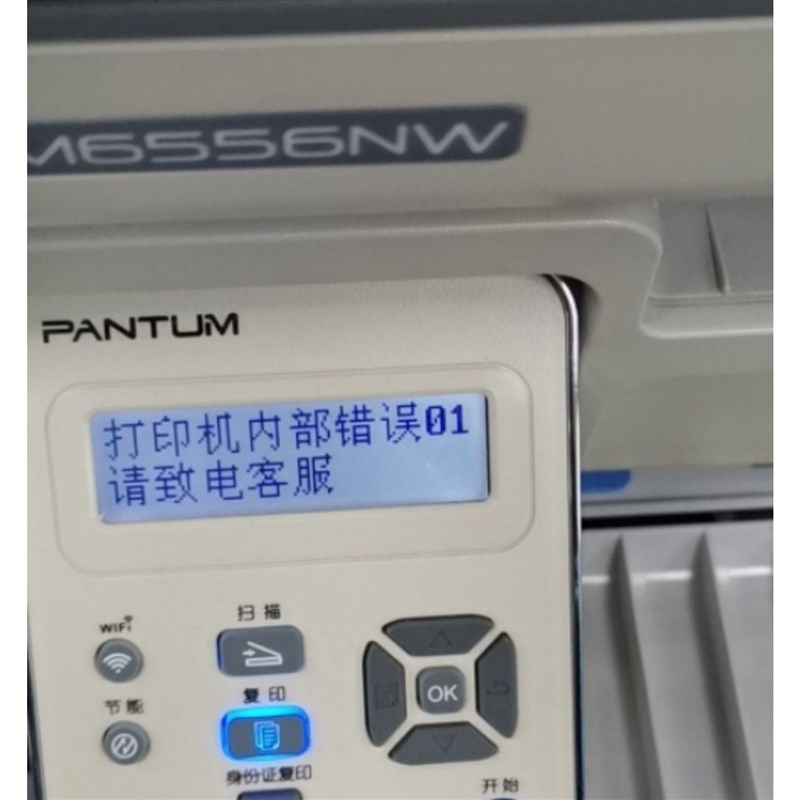 M6556NW
PANTUM
打印机内部错误01
请致电客服
扫描
WiFi
复印
OK
节能
身份证复印
开始